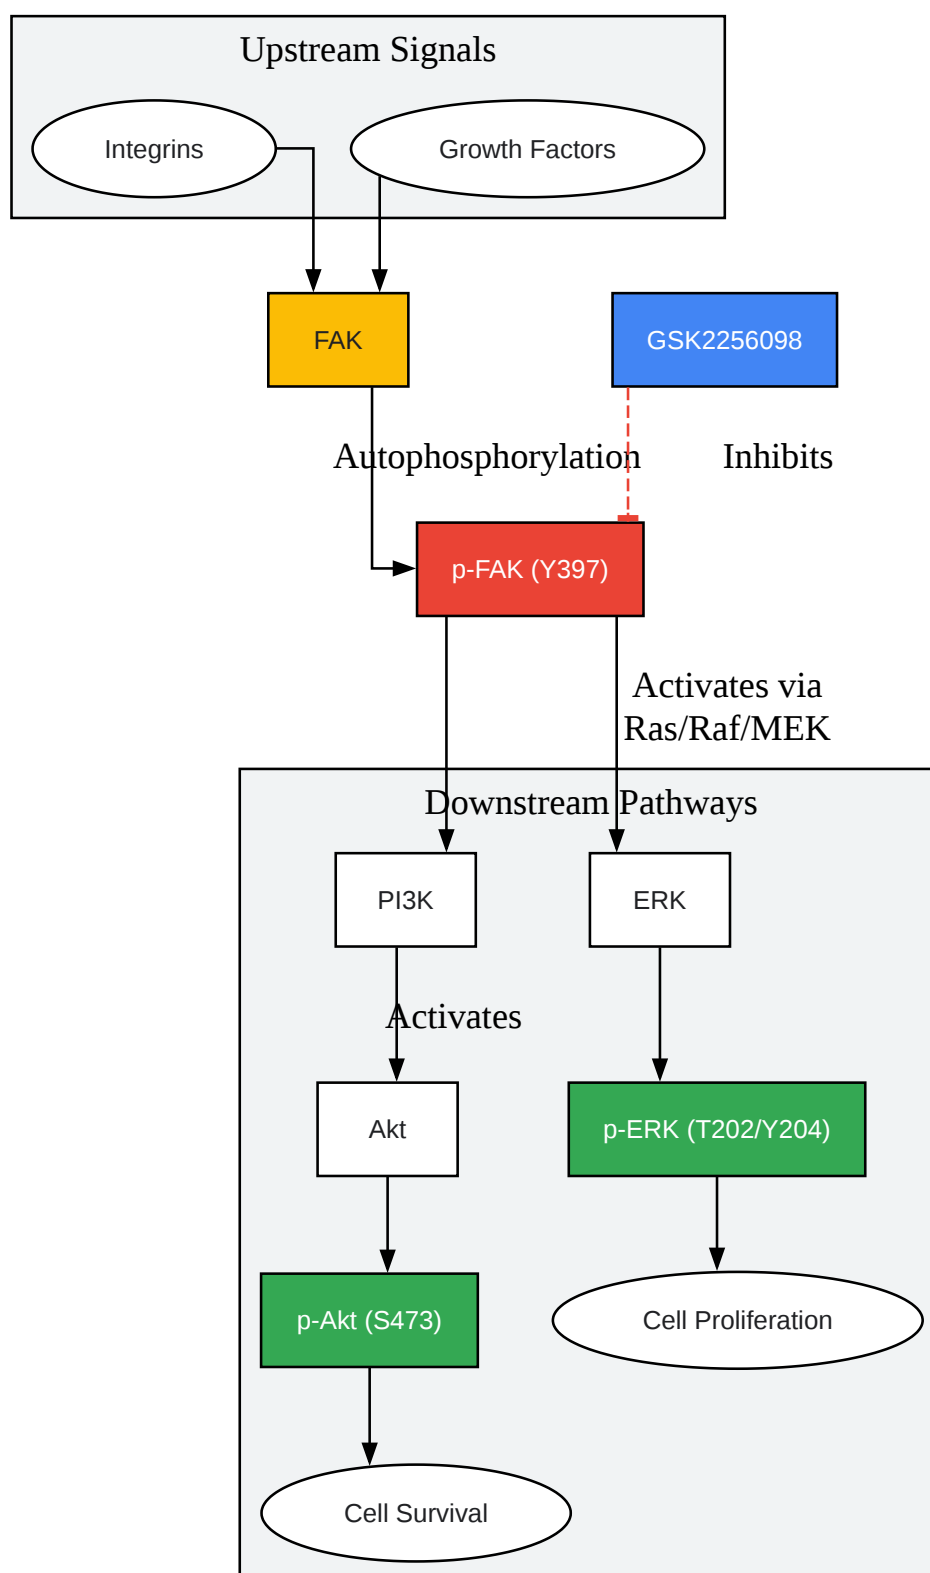 Upstream Signals
Integrins
Growth Factors
FAK
GSK2256098
Autophosphorylation
Inhibits
p-FAK (Y397)
Activates via
Ras/Raf/MEK
Downstream Pathways
PI3K
ERK
Activates
Akt
p-ERK (T202/Y204)
p-Akt (S473)
Cell Proliferation
Cell Survival